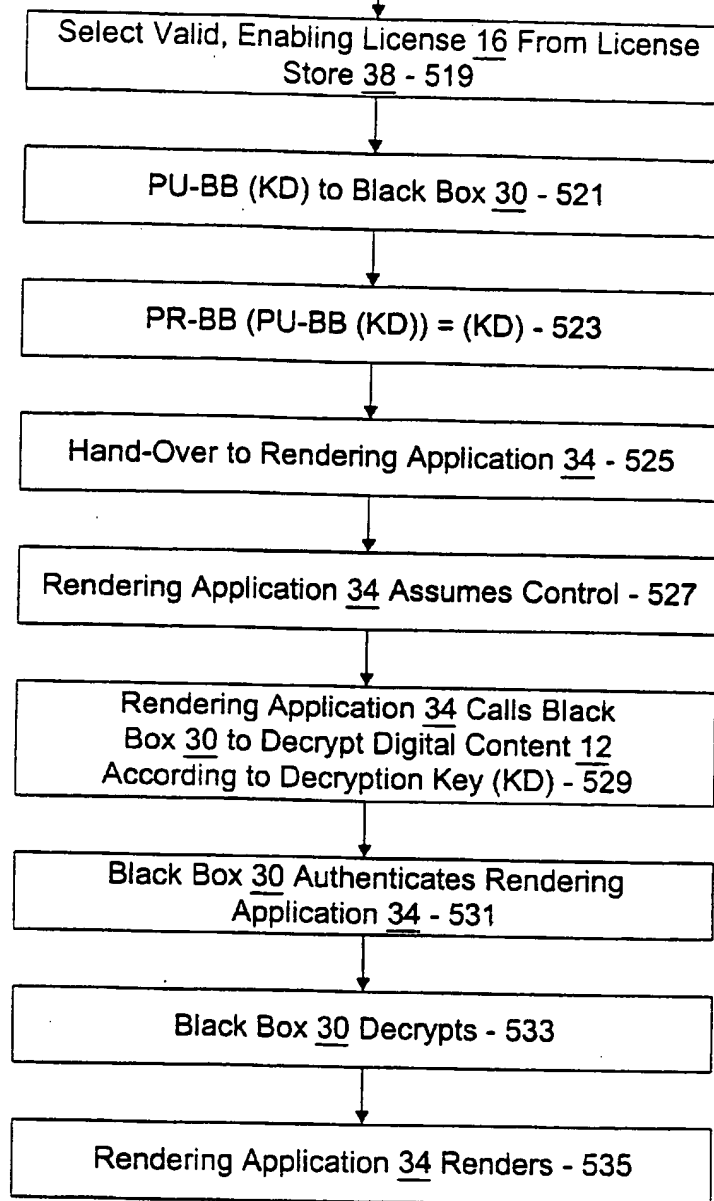 Select Valid, Enabling License 16 From License
Store 38 - 519
PU-BB (KD) to Black Box 30 - 521
PR-BB (PU-BB (KD)) = (KD) - 523
Hand-Over to Rendering Application 34 - 525
Rendering Application 34 Assumes Control - 527
Rendering Application 34 Calls Black
Box 30 to Decrypt Digital Content 12
According to Decryption Key (KD) - 529
Black Box 30 Authenticates Rendering
Application 34 - 531
Black Box 30 Decrypts - 533
Rendering Application 34 Renders - 535